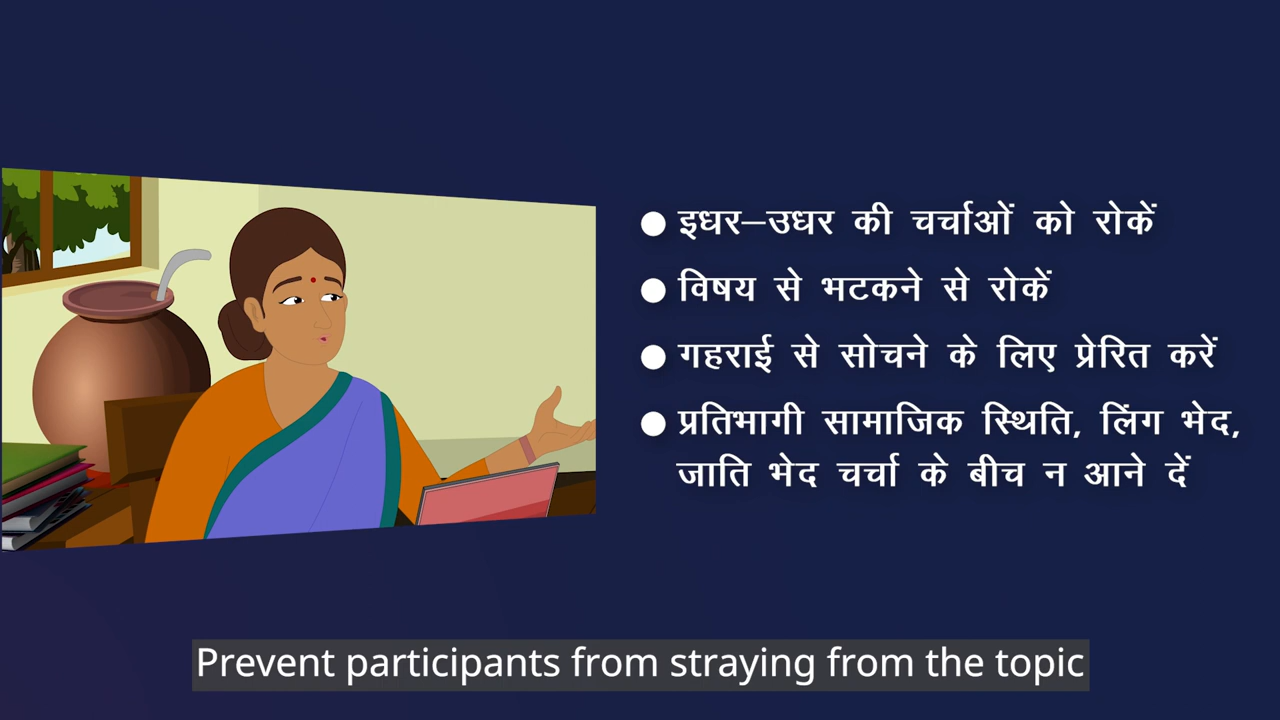 ● इधर–उधर की चर्चाओं को रोकें
● विषय से भटकने से रोकें
● गहराई से सोचने के लिए प्रेरित करें
● प्रतिभागी सामाजिक स्थिति, लिंग भेद,
जाति भेद चर्चा के बीच न आने दें
Prevent participants from straying from the topic